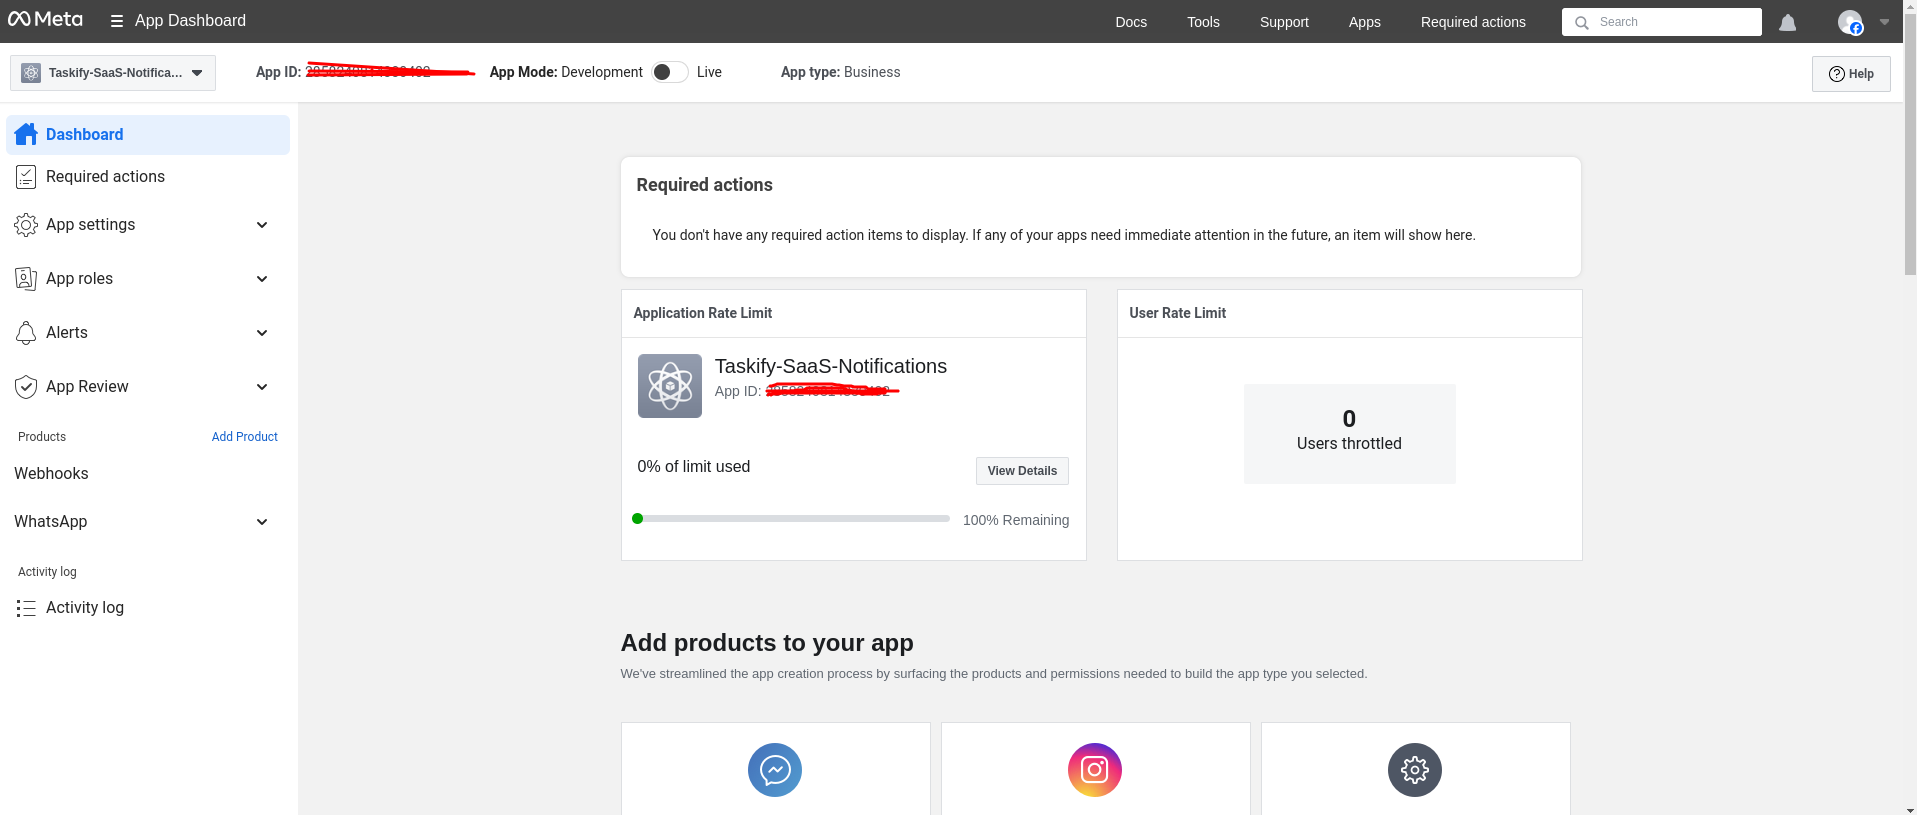 Meta
App Dashboard
Docs
Tools
Support
Apps
Required actions
Search
Taskify-SaaS-Notifica...
App ID:
App Mode: Development
Live
App type: Business
Help
Dashboard
Required actions
App settings
App roles
Alerts
App Review
Products
Add Product
Webhooks
WhatsApp
Activity log
Activity log
Required actions
You don't have any required action items to display. If any of your apps need immediate attention in the future, an item will show here.
Application Rate Limit
Taskify-SaaS-Notifications
App ID:
0% of limit used
View Details
100% Remaining
User Rate Limit
0
Users throttled
Add products to your app
We've streamlined the app creation process by surfacing the products and permissions needed to build the app type you selected.